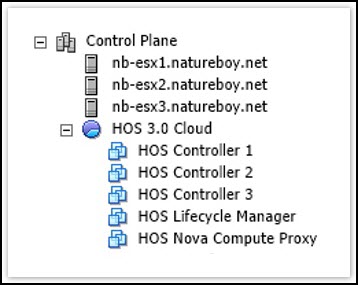 Control Plane
nb-esx1.natureboy.net
nb-esx2.natureboy.net
nb-esx3.natureboy.net
HOS 3.0 Cloud
HOS Controller 1
HOS Controller 2
HOS Controller 3
HOS Lifecycle Manager
HOS Nova Compute Proxy